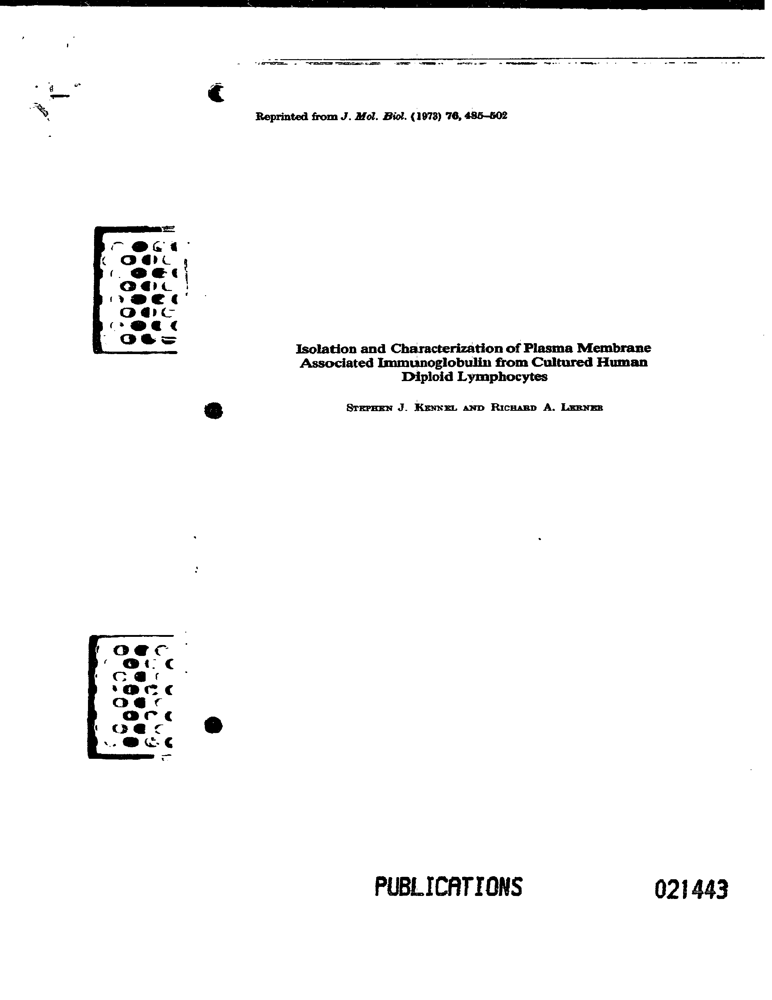 Reprinted from J. Mol. Biol. (1973) 76, 485–502
Isolation and Characterization of Plasma Membrane
Associated Immunoglobulin from Cultured Human
Diploid Lymphocytes
STEPHEN J. KENNEL AND RICHARD A. LERNER
PUBLICATIONS
021443